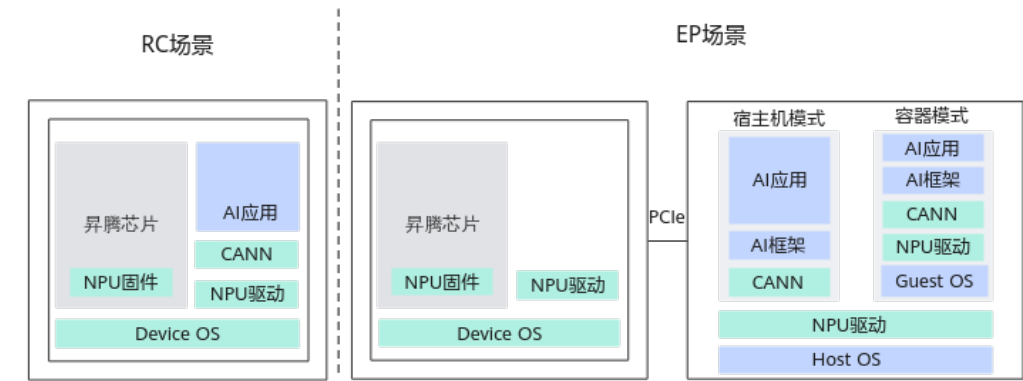 RC场景
EP场景
昇腾芯片
NPU固件
AI应用
CANN
NPU驱动
Device OS
昇腾芯片
NPU固件
NPU驱动
Device OS
PCIe
宿主机模式
AI应用
AI框架
CANN
容器模式
AI应用
AI框架
CANN
NPU驱动
Guest OS
NPU驱动
Host OS